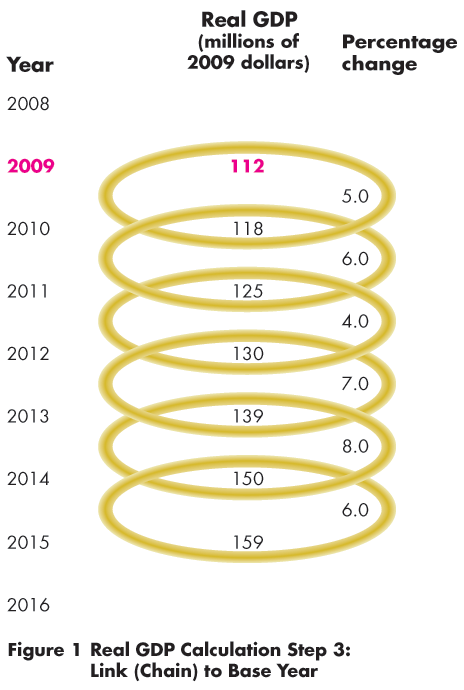 Real GDP
(millions of
2009 dollars)
Percentage
change
Year
2008
2009 112
5.0
2010 118
6.0
2011 125
4.0
2012 130
7.0
2013 139
8.0
2014 150
6.0
2015 159
2016
Figure 1 Real GDP Calculation Step 3:
Link (Chain) to Base Year